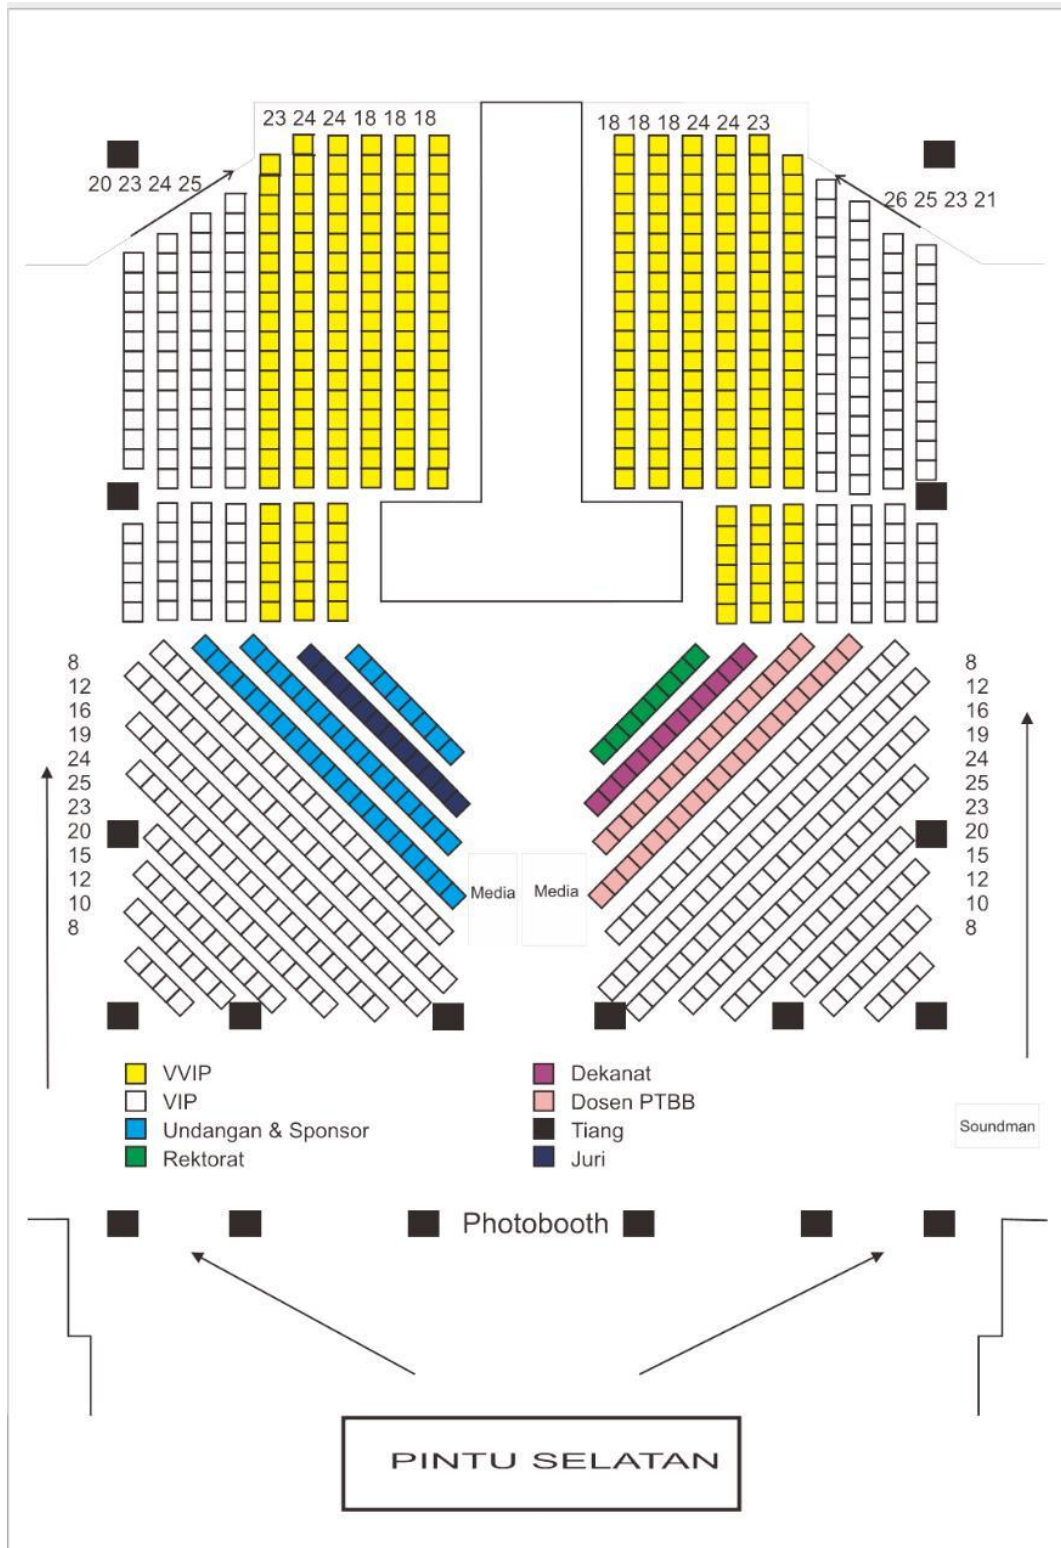 23 24 24 18 18 18
18 18 18 24 24 23
20 23 24 25
26 25 23 21
8
12
16
19
24
25
23
20
15
12
10
8
8
12
16
19
24
25
23
20
15
12
10
8
Media
Media
VVIP
VIP
Undangan & Sponsor
Rektorat
Dekanat
Dosen PTBB
Tiang
Juri
Soundman
Photobooth
PINTU SELATAN